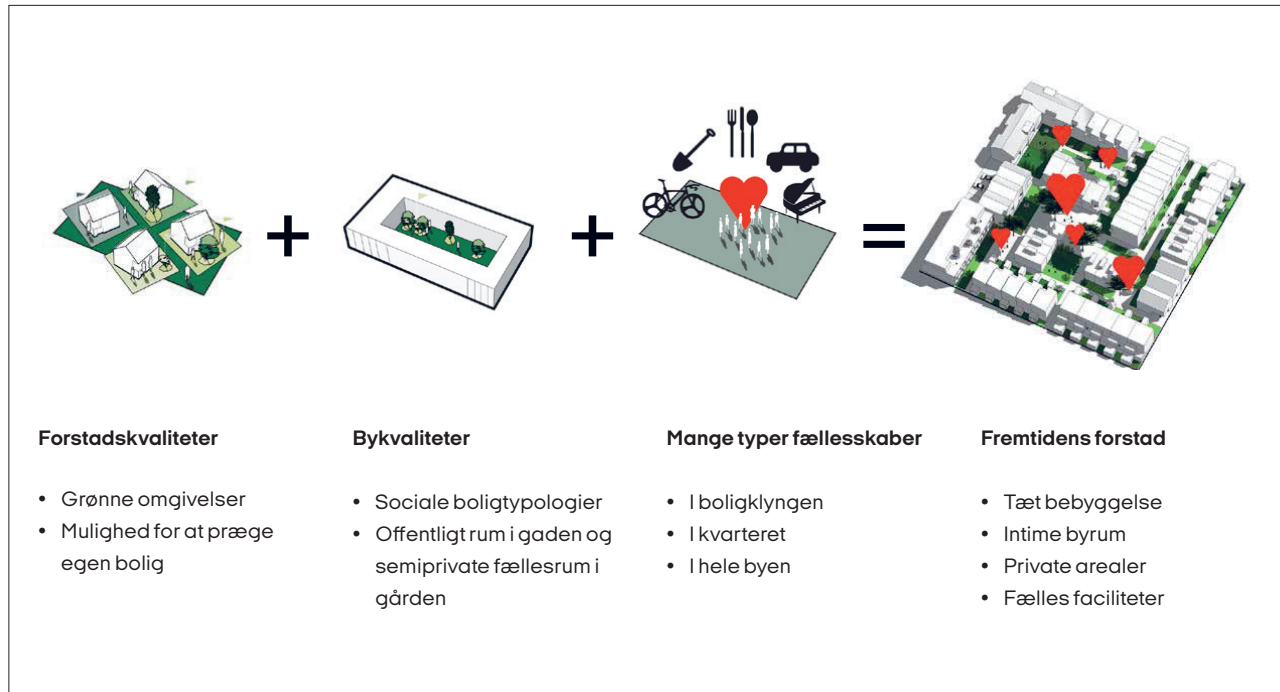 +
+
=
Forstadskvaliteter
• Grønne omgivelser
• Mulighed for at præge
egen bolig
Bykvaliteter
• Sociale boligtypologier
• Offentligt rum i gaden og
semiprivate fællesrum i
gården
Mange typer fællesskaber
• I boligklyngen
• I kvarteret
• I hele byen
Fremtidens forstad
• Tæt bebyggelse
• Intime byrum
• Private arealer
• Fælles faciliteter